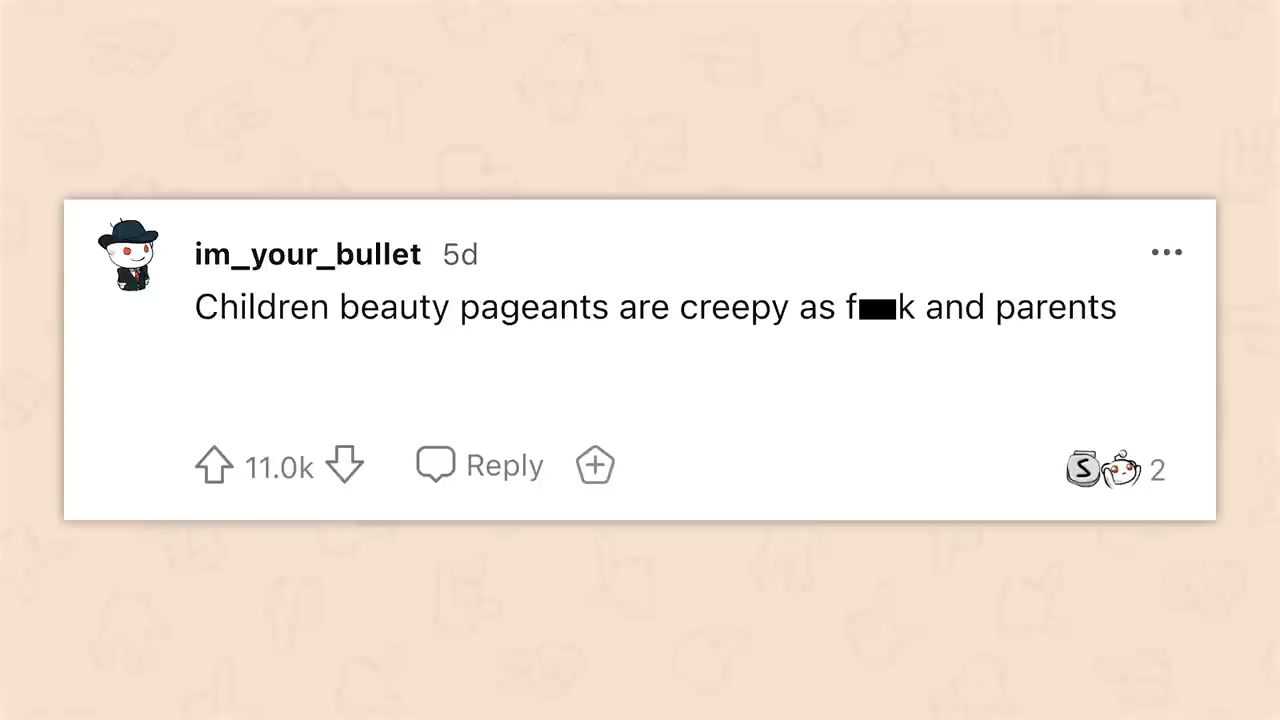 im_your_bullet 5d
Children beauty pageants are creepy as f██k and parents
11.0k Reply S 2